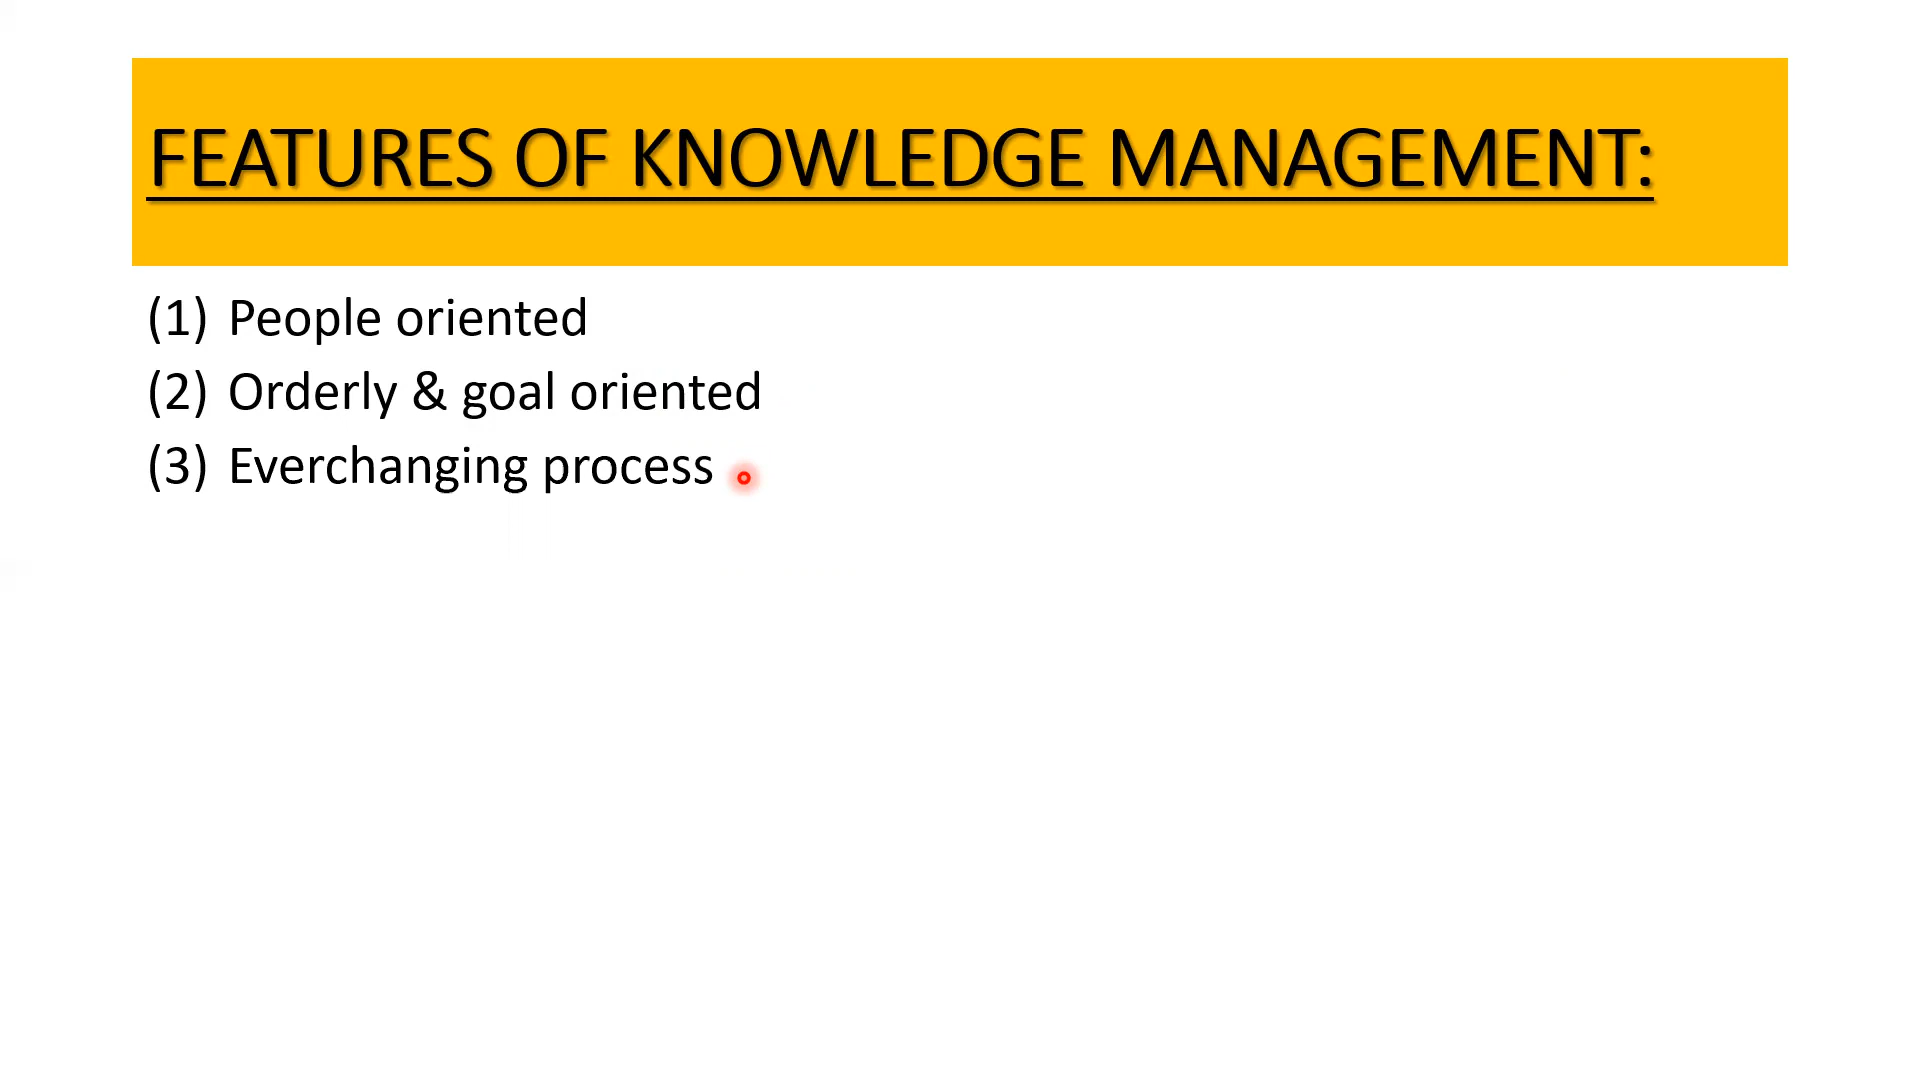 FEATURES OF KNOWLEDGE MANAGEMENT:
(1) People oriented
(2) Orderly & goal oriented
(3) Everchanging process